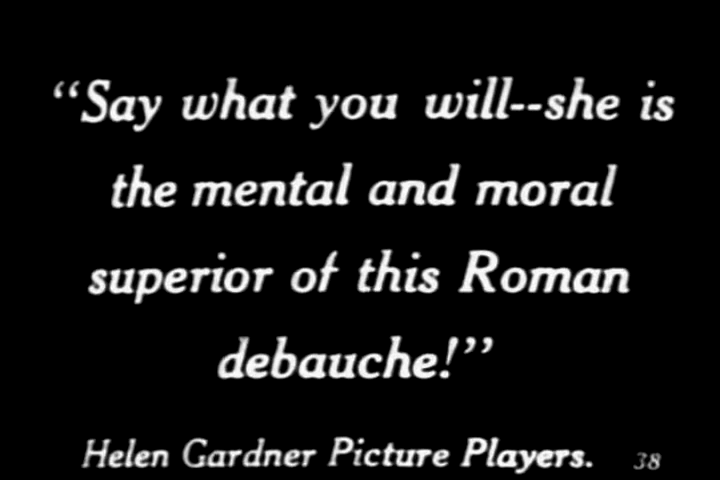 “Say what you will--she is
the mental and moral
superior of this Roman
debauche!”
Helen Gardner Picture Players. 38